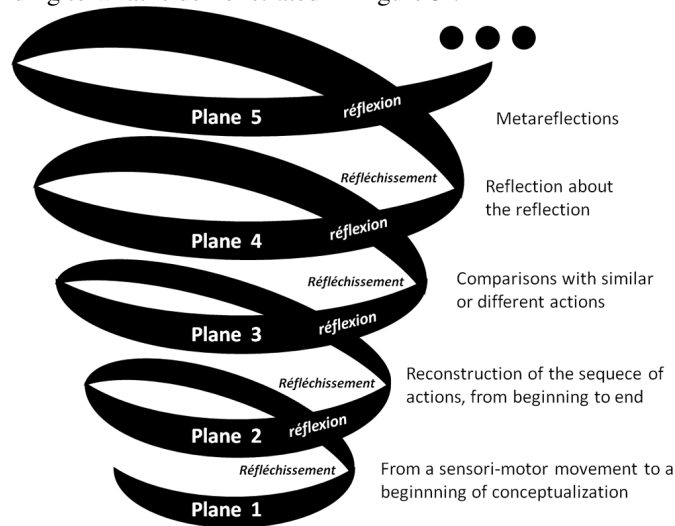 réflexion
Plane 5
Metareflections
Réfléchissement
Reflection about
the reflection
réflexion
Plane 4
Réfléchissement
Comparisons with similar
or different actions
réflexion
Plane 3
Réfléchissement
Reconstruction of the sequece of
actions, from beginning to end
réflexion
Plane 2
Réfléchissement
From a sensori-motor movement to a
beginnning of conceptualization
Plane 1